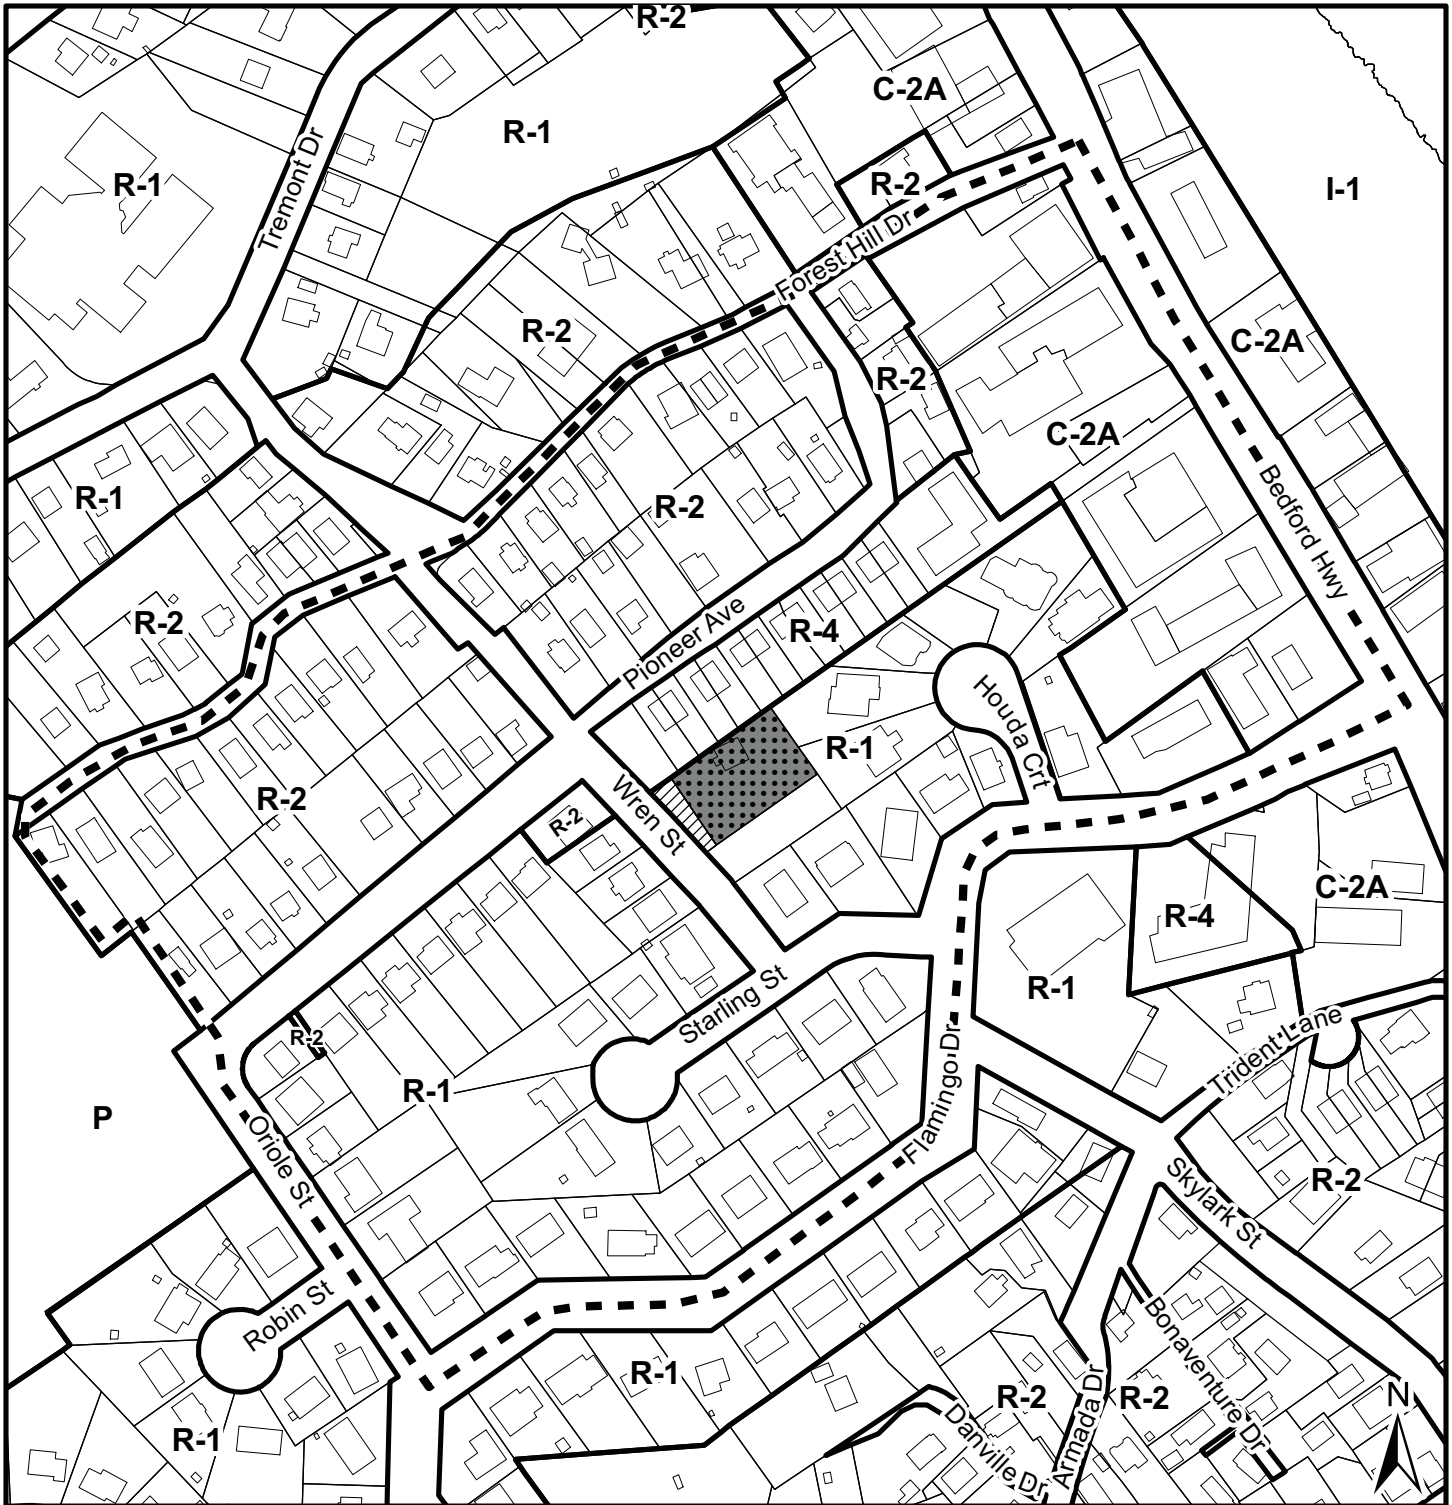 R-2
C-2A
R-1
R-1
R-2
I-1
Tremont Dr
Forest Hill Dr
R-2
C-2A
R-2
C-2A
R-1
R-2
Bedford Hwy
R-2
Pioneer Ave
R-4
Houda Crt
R-1
R-2
Wren St
R-2
C-2A
R-4
R-1
Starling St
R-2
Trident Lane
R-1
Flamingo Dr
P
Oriole St
Skylark St
R-2
Robin St
Bonaventure Dr
R-1
R-2
R-2
Armada Dr
Danville Dr
R-1
N